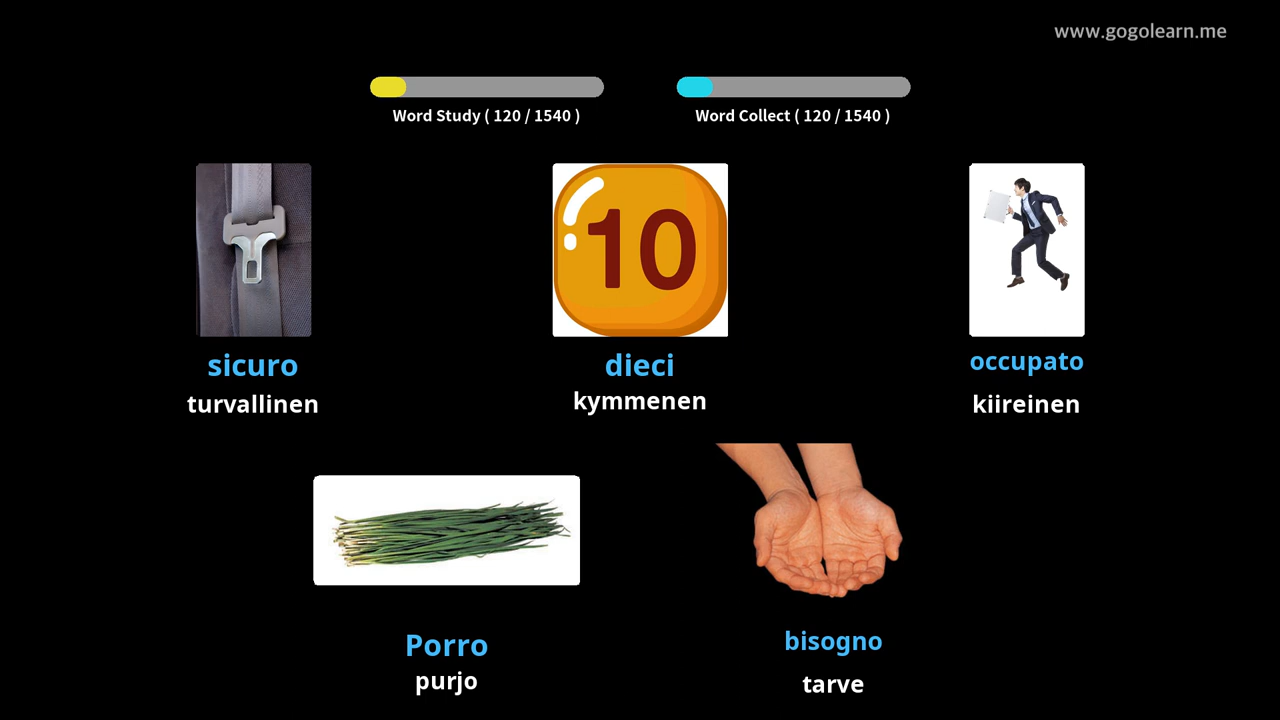 www.gogolearn.me
Word Study ( 120 / 1540 )
Word Collect ( 120 / 1540 )
10
sicuro
turvallinen
dieci
kymmenen
occupato
kiireinen
Porro
purjo
bisogno
tarve